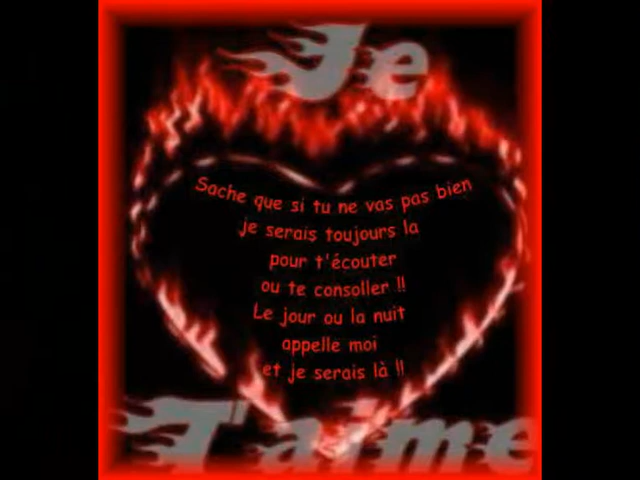 Je
Sache que si tu ne vas pas bien
je serais toujours la
pour t'écouter
ou te consoller !!
Le jour ou la nuit
appelle moi
et je serais là !!
T'aime